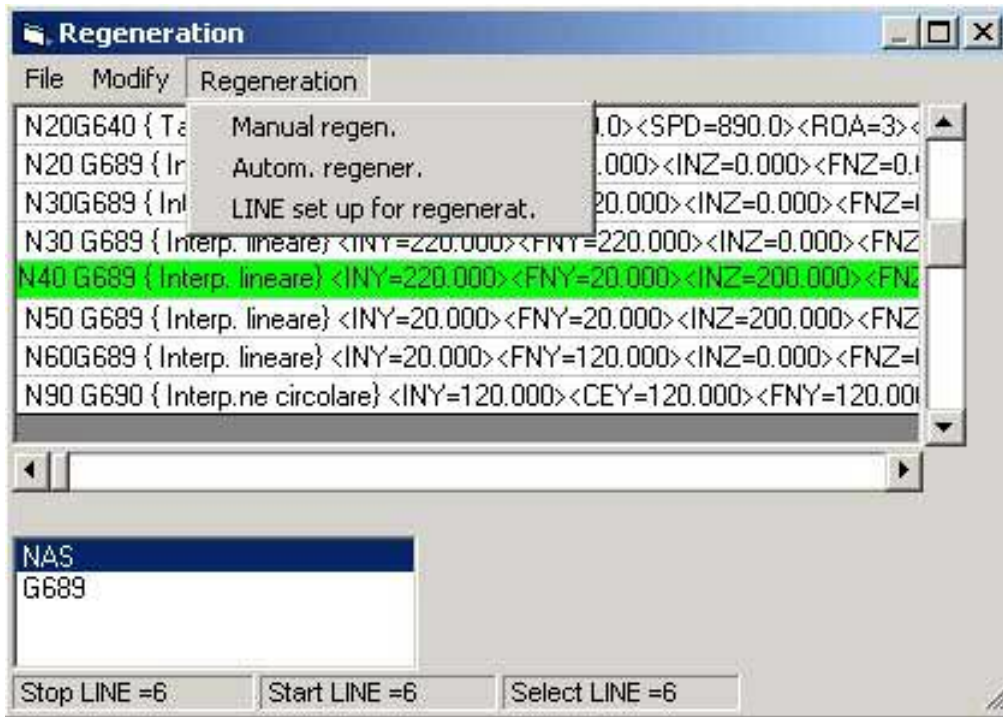 Regeneration
File Modify Regeneration
Manual regen.
Autom. regener.
LINE set up for regenerat.
N20G640 { .0><SPD=890.0><ROA=3><
N20 G689 { .000><INZ=0.000><FNZ=0.
N30G689 { 20.000><INZ=0.000><FNZ=
N30 G689 { Interp. lineare} <INY=220.000><FNY=220.000><INZ=0.000><FNZ
N40 G689 { Interp. lineare} <INY=220.000><FNY=20.000><INZ=200.000><FNZ
N50 G689 { Interp. lineare} <INY=20.000><FNY=20.000><INZ=200.000><FNZ
N60G689 { Interp. lineare} <INY=20.000><FNY=120.000><INZ=0.000><FNZ=
N90 G690 { Interp.ne circolare} <INY=120.000><CEY=120.000><FNY=120.00
NAS
G689
Stop LINE =6 Start LINE =6 Select LINE =6